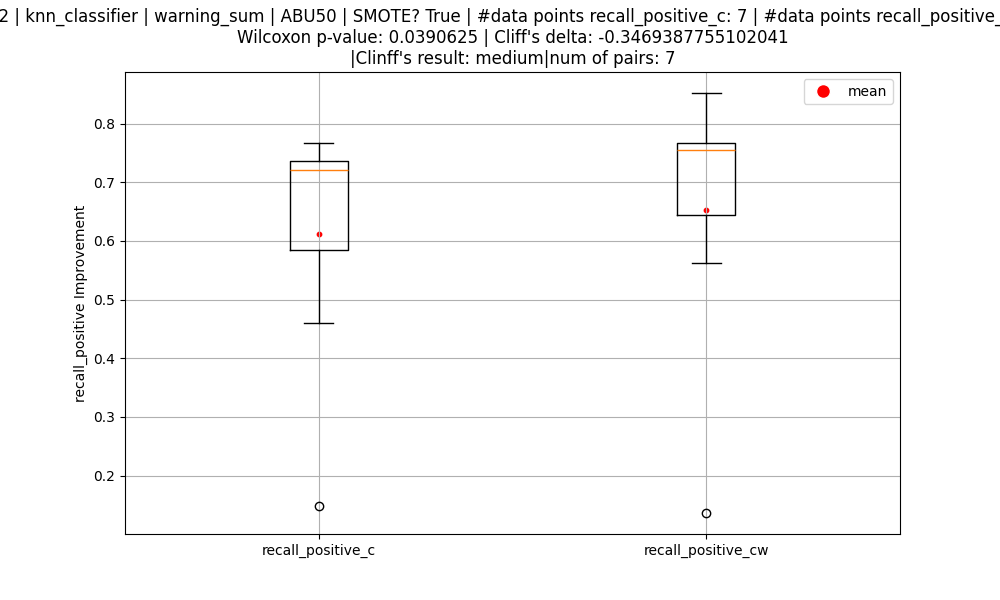 2 | knn_classifier | warning_sum | ABU50 | SMOTE? True | #data points recall_positive_c: 7 | #data points recall_positive_
Wilcoxon p-value: 0.0390625 | Cliff's delta: -0.3469387755102041
|Clinff's result: medium|num of pairs: 7
mean
recall_positive Improvement
0.8
0.7
0.6
0.5
0.4
0.3
0.2
recall_positive_c
recall_positive_cw